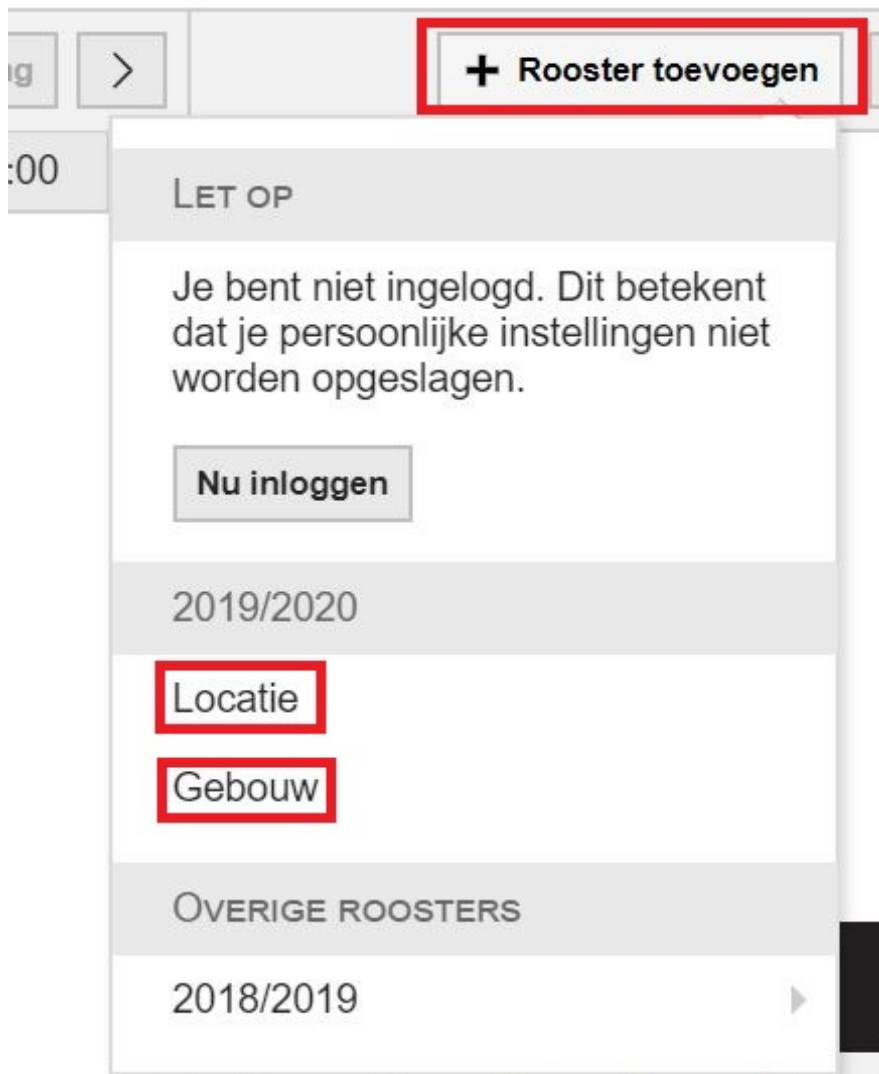 + Rooster toevoegen
:00
LET OP
Je bent niet ingelogd. Dit betekent
dat je persoonlijke instellingen niet
worden opgeslagen.
Nu inloggen
2019/2020
Locatie
Gebouw
OVERIGE ROOSTERS
2018/2019